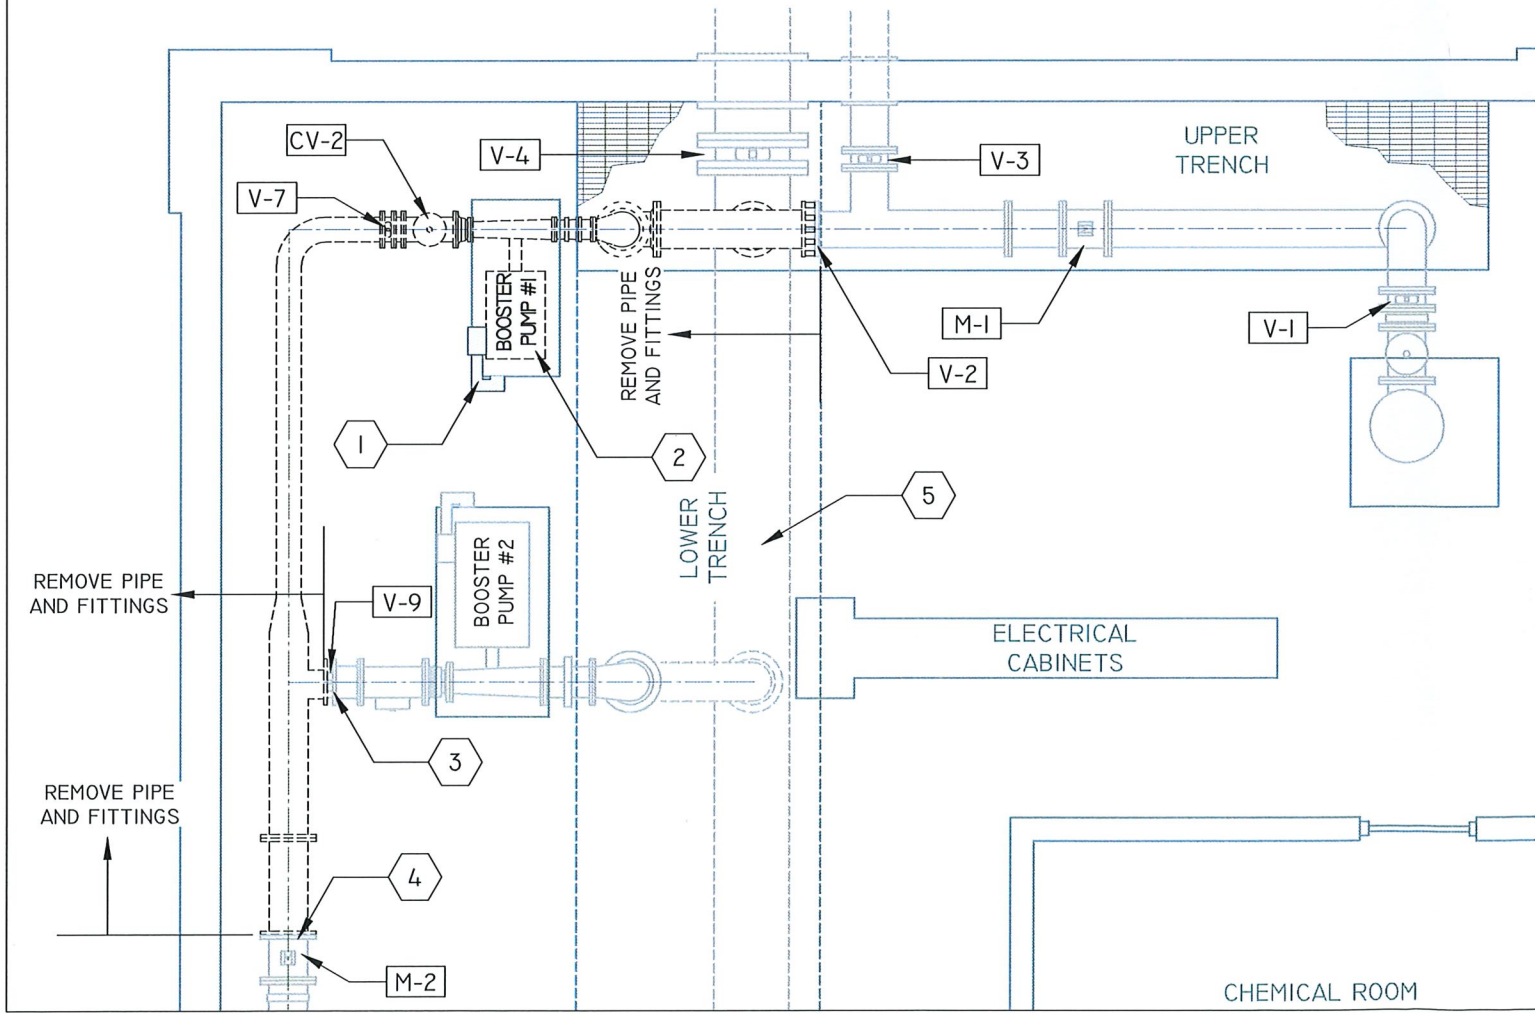 CV-2
V-4
V-3
UPPER
TRENCH
V-7
BOOSTER
PUMP #1
REMOVE PIPE
AND FITTINGS
M-1
V-1
V-2
1
2
5
LOWER
TRENCH
REMOVE PIPE
AND FITTINGS
V-9
BOOSTER
PUMP #2
ELECTRICAL
CABINETS
3
REMOVE PIPE
AND FITTINGS
4
M-2
CHEMICAL ROOM